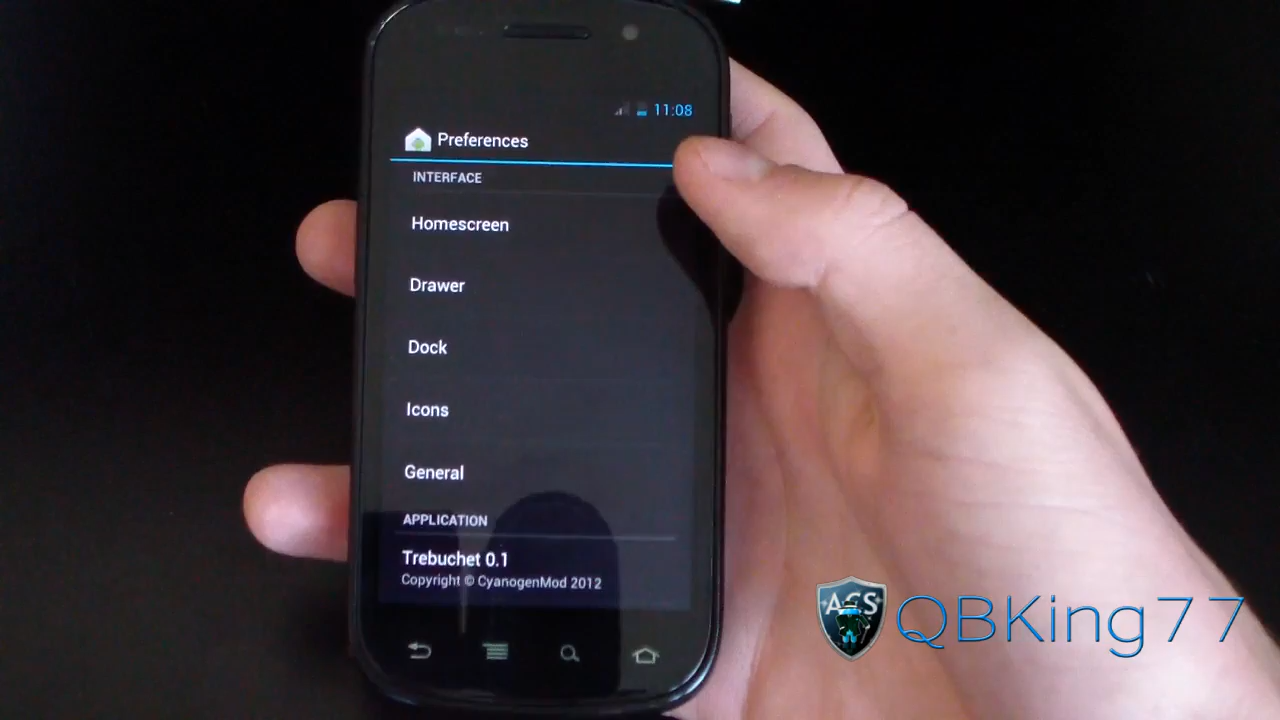 11:08
Preferences
INTERFACE
Homescreen
Drawer
Dock
Icons
General
APPLICATION
Trebuchet 0.1
Copyright © CyanogenMod 2012
ACS
QBKing77